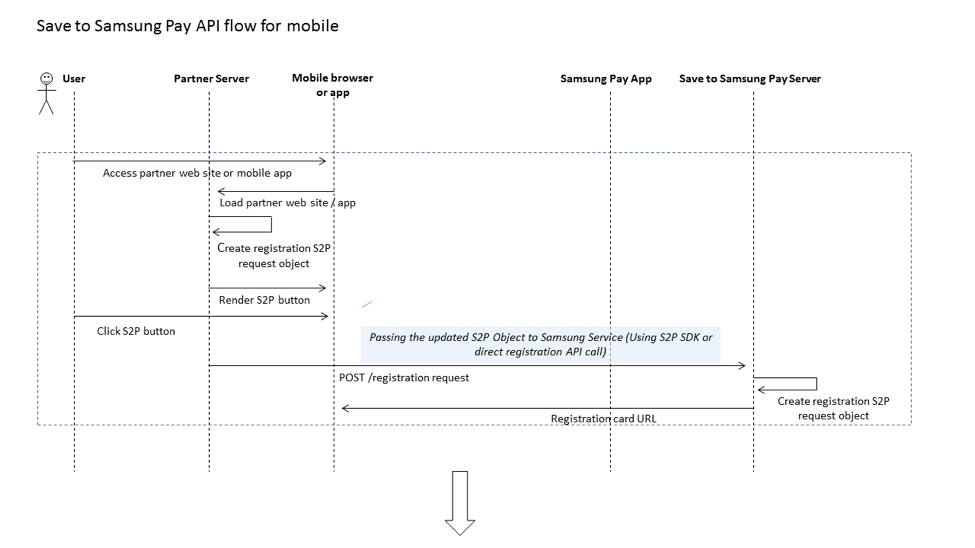 Save to Samsung Pay API flow for mobile
User
Partner Server
Mobile browser
or app
Samsung Pay App
Save to Samsung Pay Server
Access partner web site or mobile app
Load partner web site / app
Create registration S2P
request object
Render S2P button
Click S2P button
Passing the updated S2P Object to Samsung Service (Using S2P SDK or
direct registration API call)
POST /registration request
Create registration S2P
request object
Registration card URL